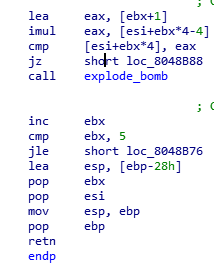 ; C
lea eax, [ebx+1]
imul eax, [esi+ebx*4-4]
cmp [esi+ebx*4], eax
jz short loc_8048B88
call explode_bomb
; C
inc ebx
cmp ebx, 5
jle short loc_8048B76
lea esp, [ebp-28h]
pop ebx
pop esi
mov esp, ebp
pop ebp
retn
endp